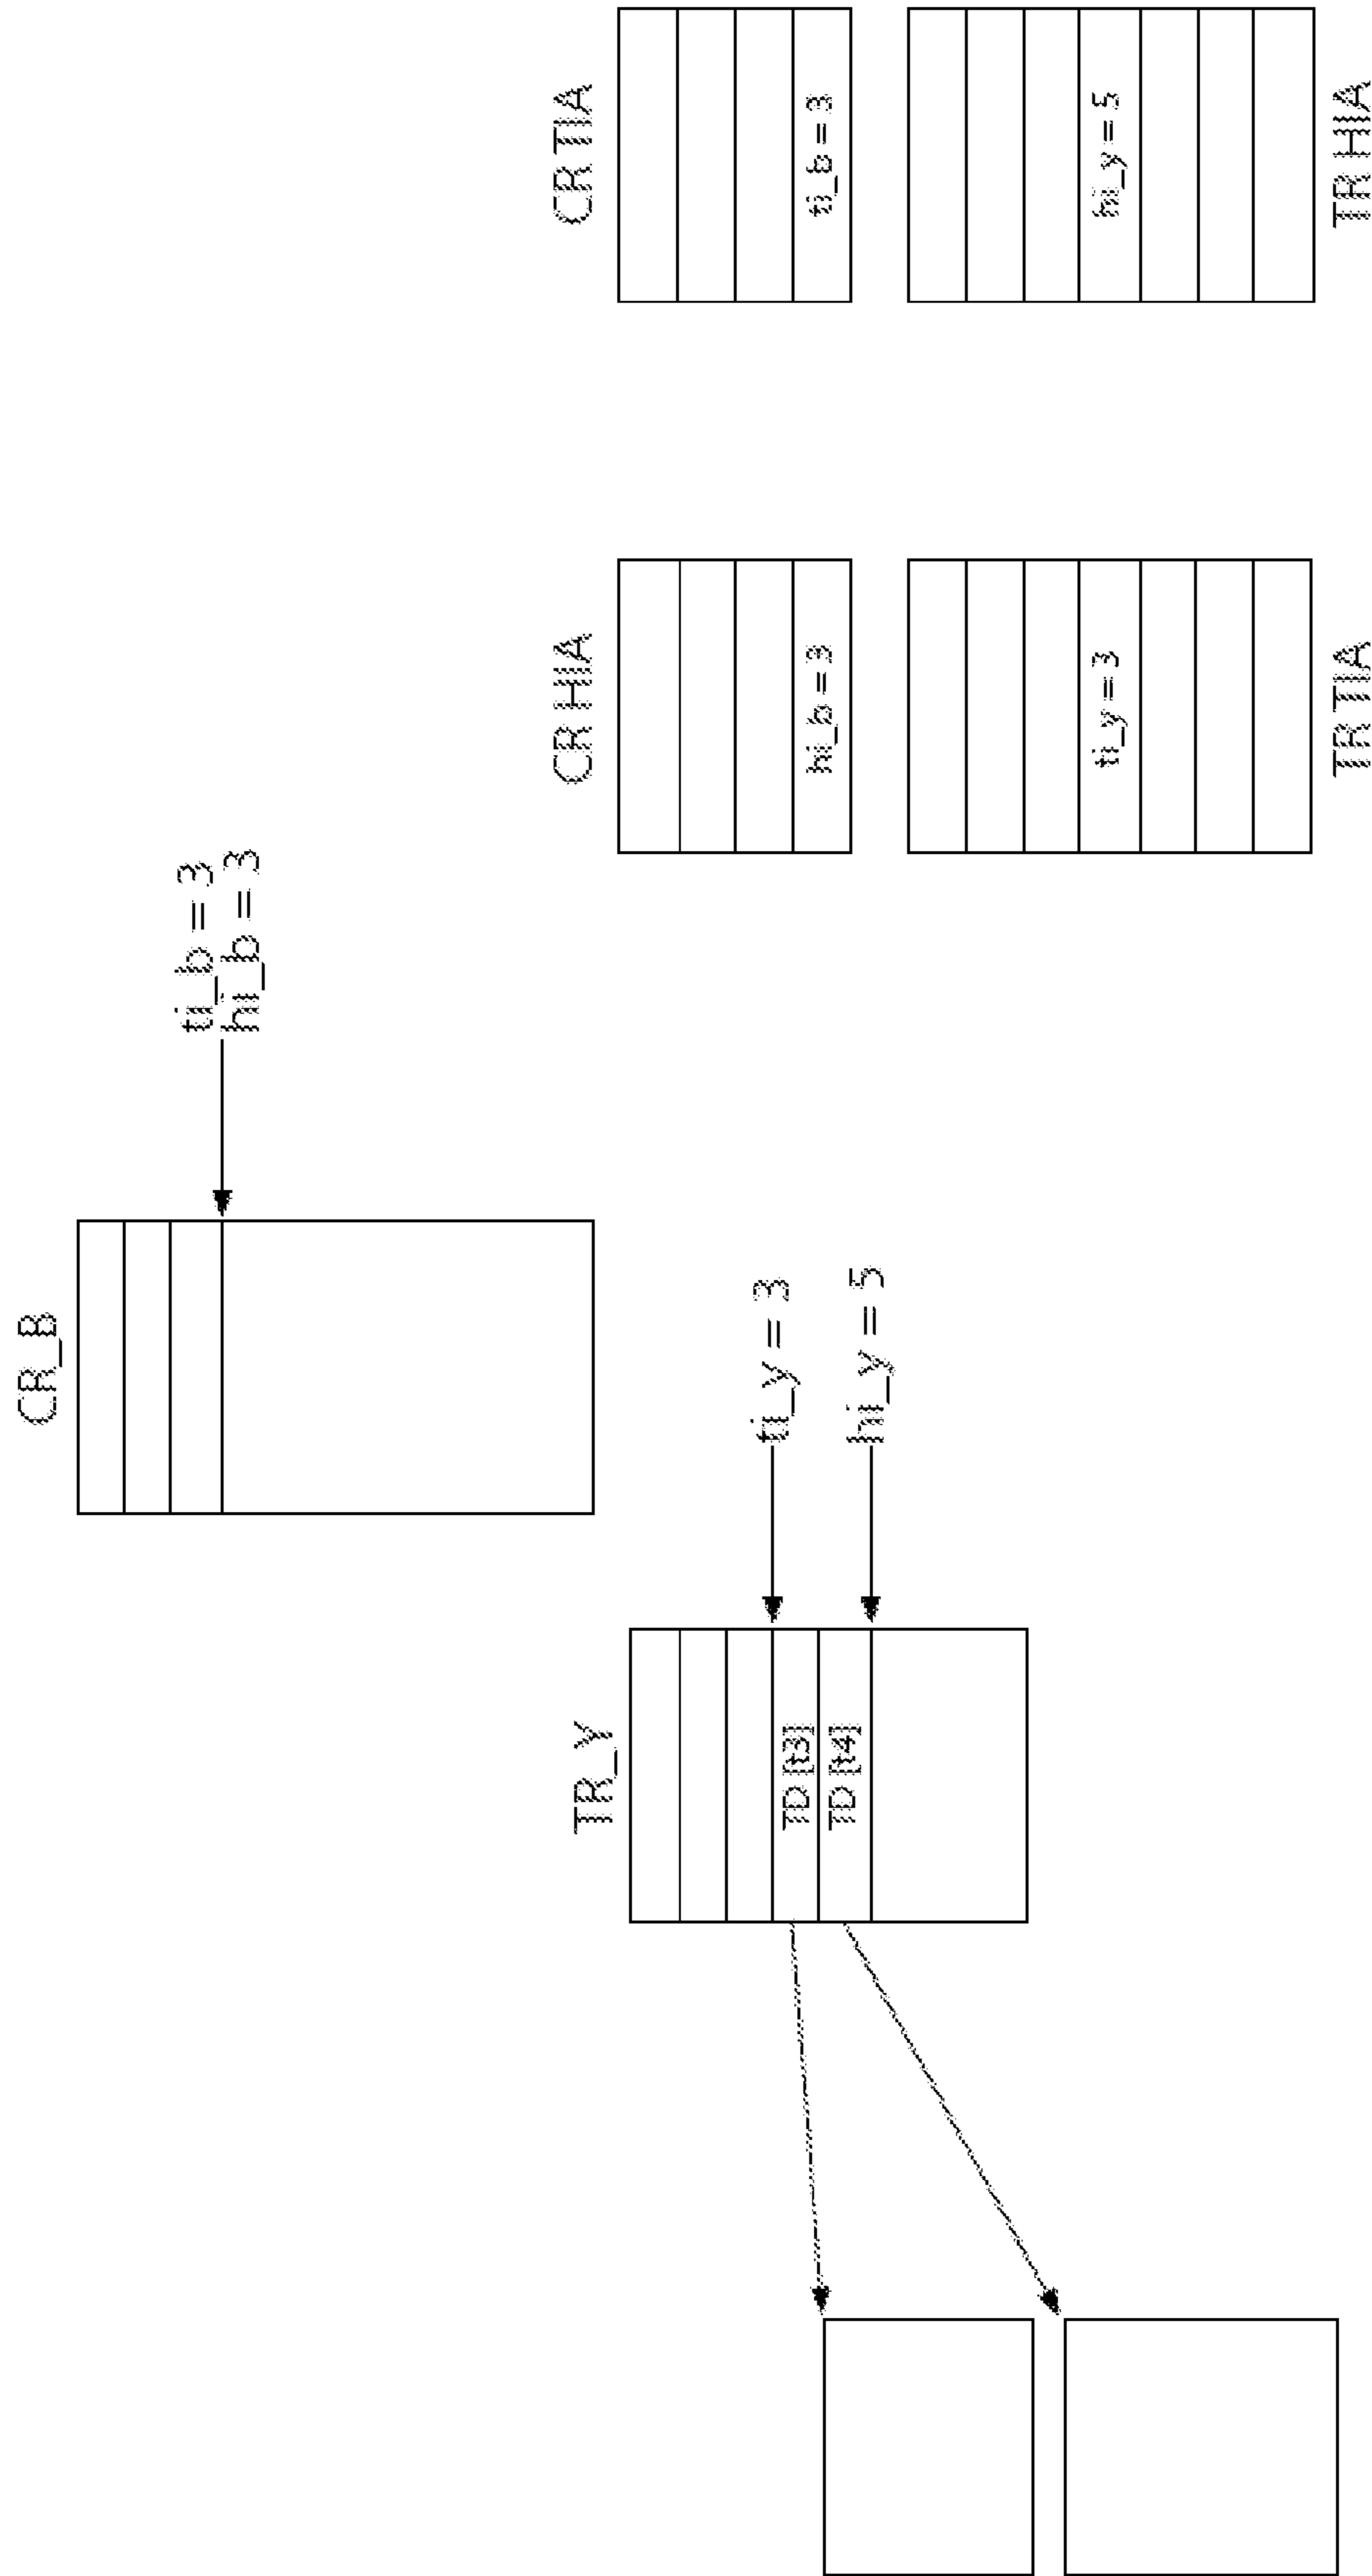 CR_B
ti_b = 3
hi_b = 3
TR_Y
TD [t3]
TD [t4]
ti_y = 3
hi_y = 5
CR HIA
hi_b = 3
CR TIA
ti_b = 3
ti_y = 3
TR TIA
hi_y = 5
TR HIA